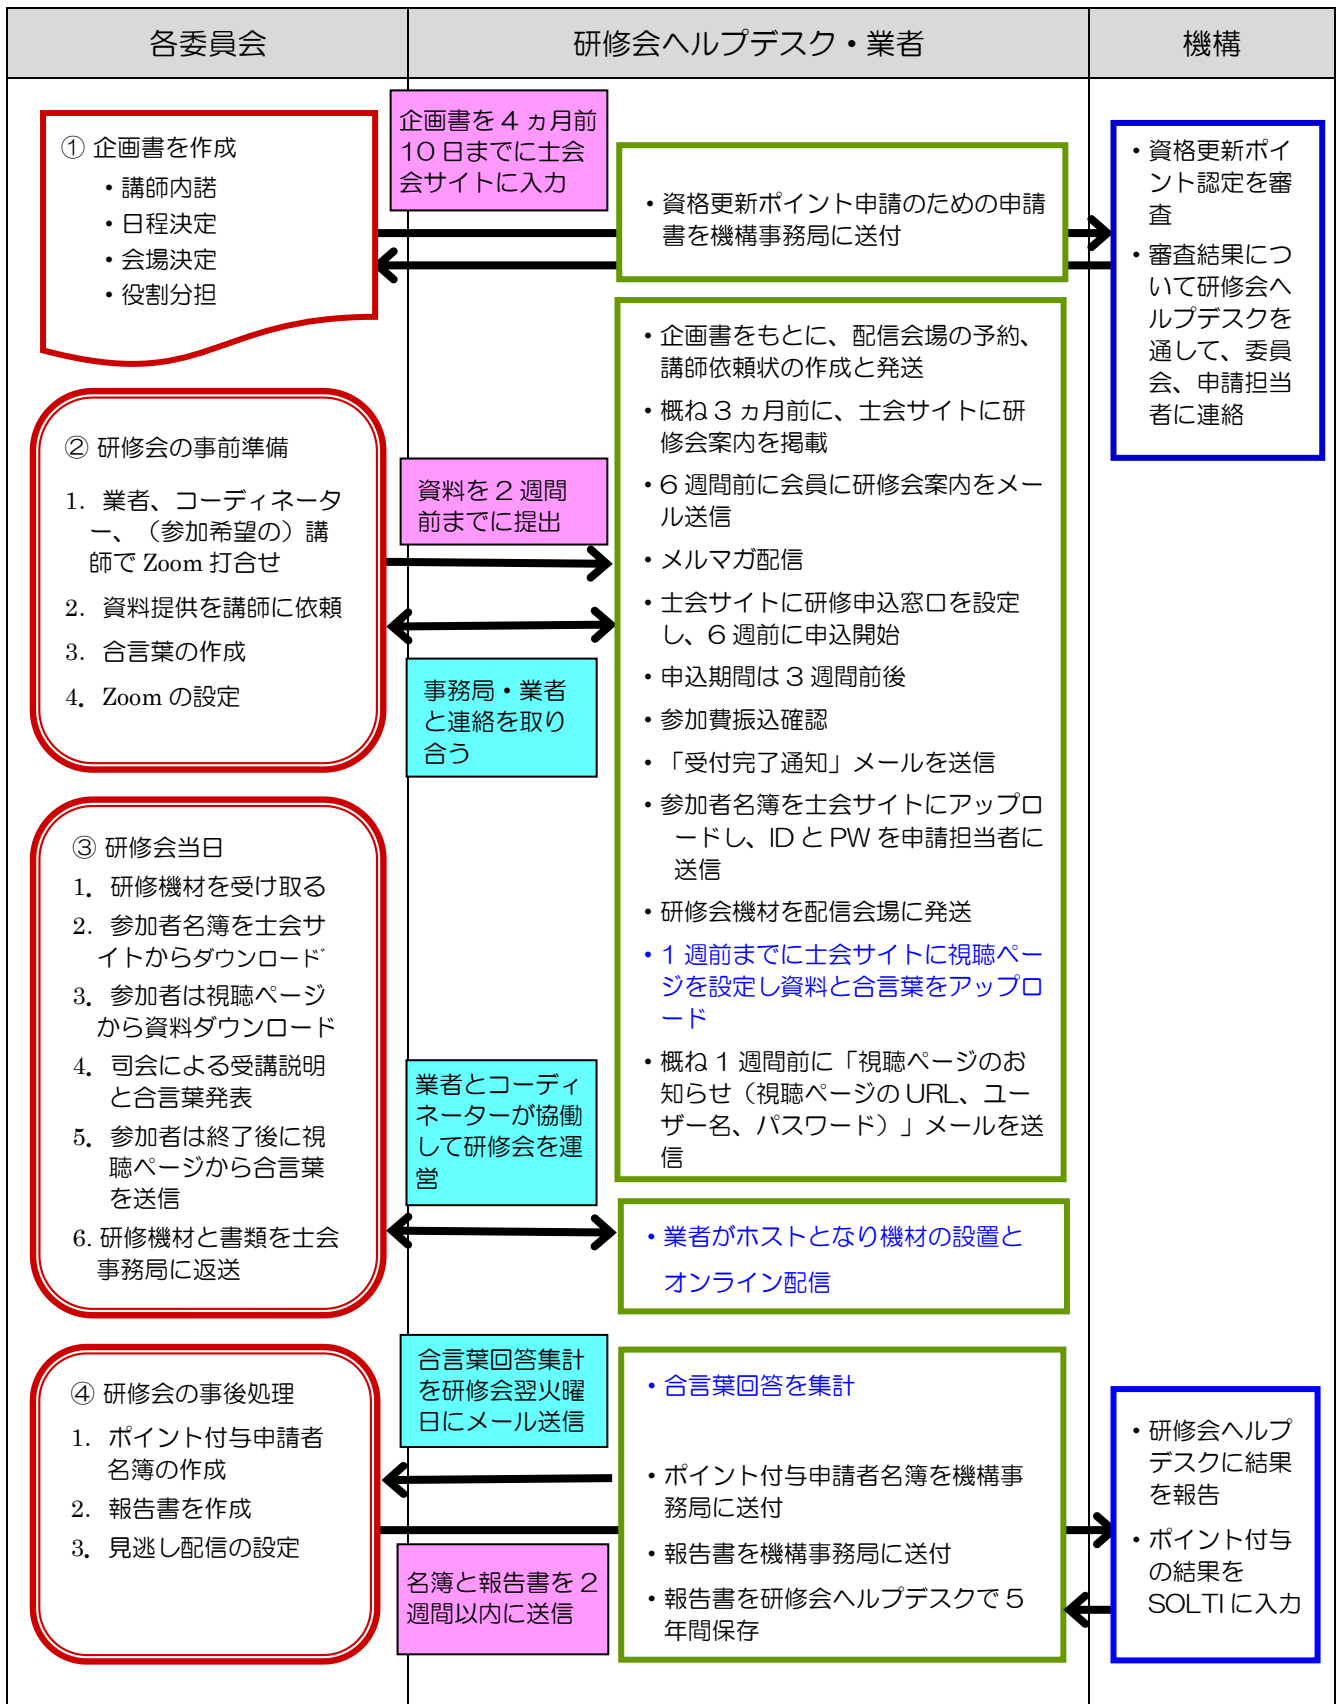 各委員会
研修会ヘルプデスク・業者
機構
① 企画書を作成
・講師内諾
・日程決定
・会場決定
・役割分担
企画書を4ヵ月前
10日までに士会
会サイトに入力
・資格更新ポイント申請のための申請
書を機構事務局に送付
・資格更新ポイ
ント認定を審
査
・審査結果につ
いて研修会ヘ
ルプデスクを
通して、委員
会、申請担当
者に連絡
② 研修会の事前準備
1. 業者、コーディネータ
ー、（参加希望の）講
師で Zoom 打合せ
2. 資料提供を講師に依頼
3. 合言葉の作成
4. Zoom の設定
資料を2週間
前までに提出
事務局・業者
と連絡を取り
合う
・企画書をもとに、配信会場の予約、
講師依頼状の作成と発送
・概ね3ヵ月前に、士会サイトに研
修会案内を掲載
・6週間前に会員に研修会案内をメー
ル送信
・メルマガ配信
・士会サイトに研修申込窓口を設定
し、6週前に申込開始
・申込期間は3週間前後
・参加費振込確認
・「受付完了通知」メールを送信
・参加者名簿を士会サイトにアップロ
ードし、IDとPWを申請担当者に
送信
・研修会機材を配信会場に発送
・1週前までに士会サイトに視聴ペー
ジを設定し資料と合言葉をアップロ
ード
・概ね1週間前に「視聴ページのお
知らせ（視聴ページのURL、ユー
ザー名、パスワード）」メールを送
信
③ 研修会当日
1. 研修機材を受け取る
2. 参加者名簿を士会サ
イトからダウンロード
3. 参加者は視聴ページ
から資料ダウンロード
4. 司会による受講説明
と合言葉発表
5. 参加者は終了後に視
聴ページから合言葉
を送信
6. 研修機材と書類を士会
事務局に返送
業者とコーディ
ネーターが協働
して研修会を運
営
・業者がホストとなり機材の設置と
オンライン配信
④ 研修会の事後処理
1. ポイント付与申請者
名簿の作成
2. 報告書を作成
3. 見逃し配信の設定
合言葉回答集計
を研修会翌火曜
日にメール送信
名簿と報告書を2
週間以内に送信
・合言葉回答を集計
・ポイント付与申請者名簿を機構事
務局に送付
・報告書を機構事務局に送付
・報告書を研修会ヘルプデスクで5
年間保存
・研修会ヘルプ
デスクに結果
を報告
・ポイント付与
の結果を
SOLTIに入力